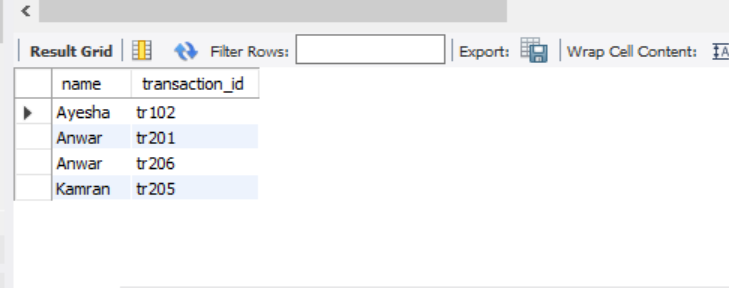 Result Grid Filter Rows: Export: Wrap Cell Content:
name transaction_id
Ayesha tr102
Anwar tr201
Anwar tr206
Kamran tr205